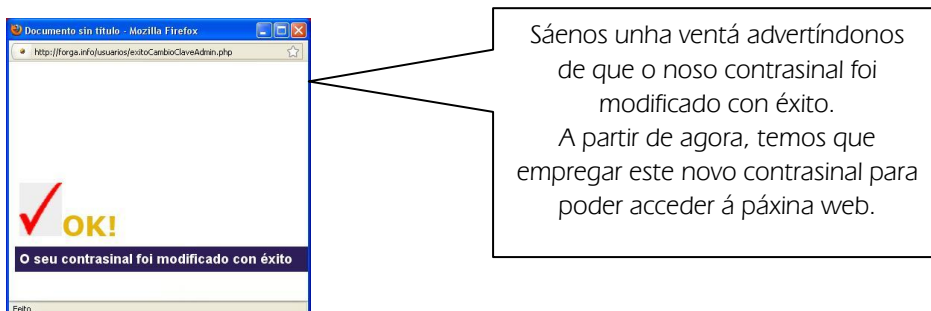 Documento sin título - Mozilla Firefox
http://forga.info/usuarios/exitoCambioClaveAdmin.php
OK!
O seu contrasinal foi modificado con éxito
Feito
Sáenos unha ventá advertíndonos
de que o noso contrasinal foi
modificado con éxito.
A partir de agora, temos que
empregar este novo contrasinal para
poder acceder á páxina web.